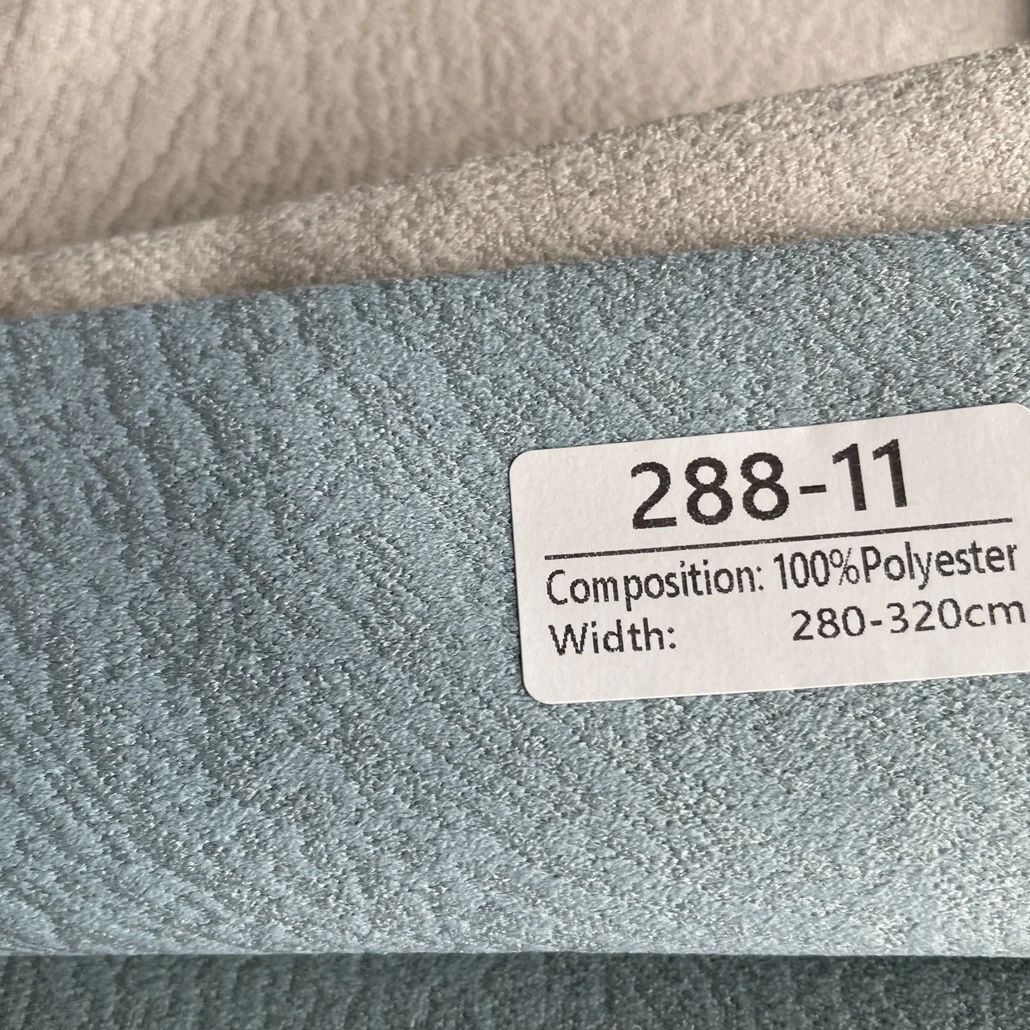 288-11
Composition: 100%Polyester
Width: 280-320cm